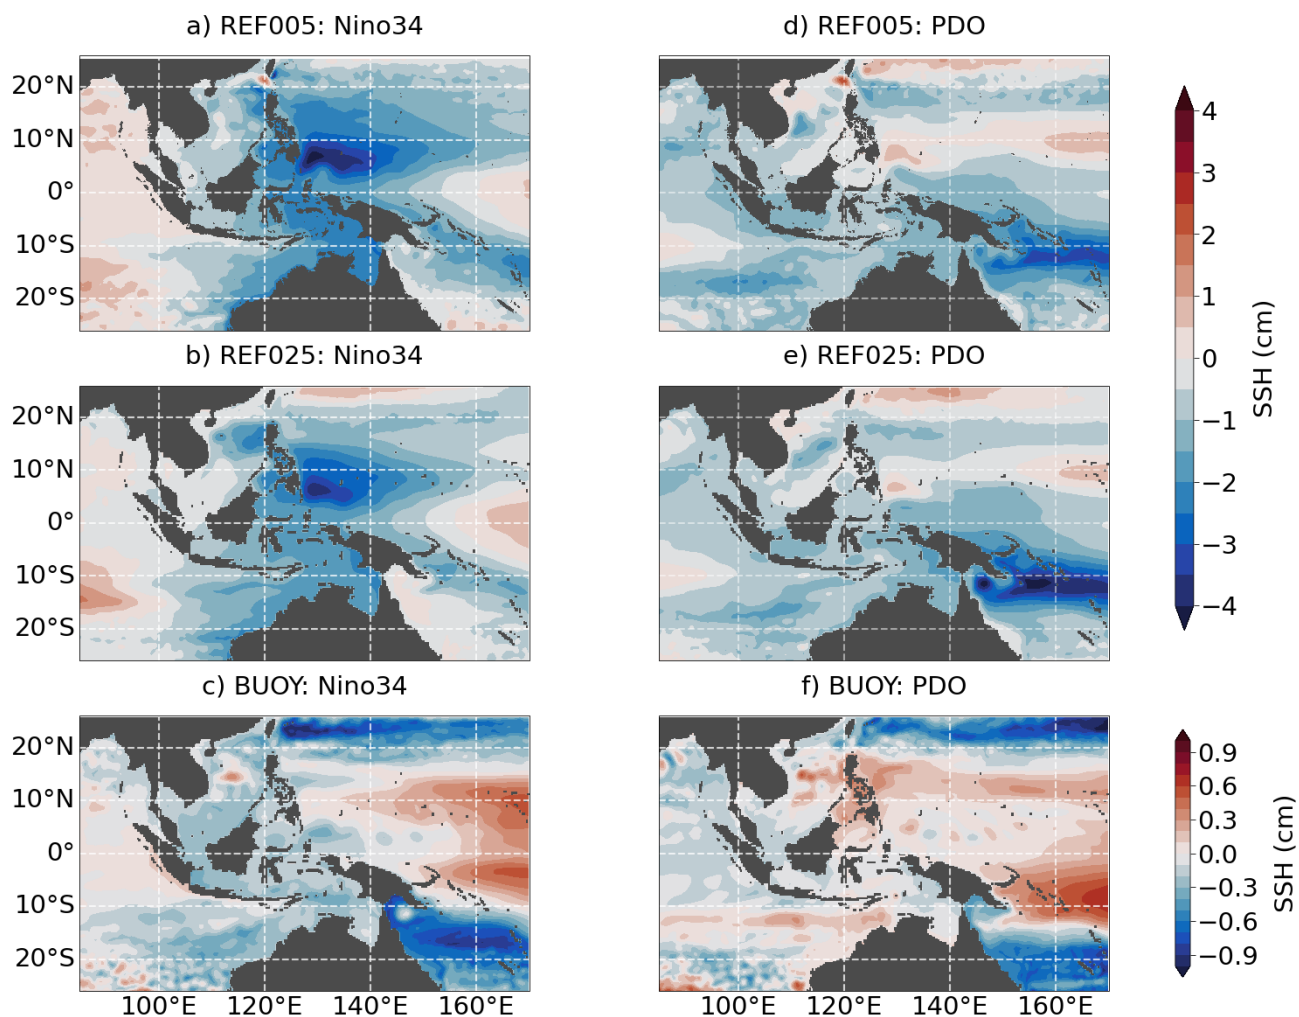 a) REF005: Nino34
d) REF005: PDO
20°N
10°N
0°
10°S
20°S
b) REF025: Nino34
e) REF025: PDO
20°N
10°N
0°
10°S
20°S
c) BUOY: Nino34
f) BUOY: PDO
20°N
10°N
0°
10°S
20°S
100°E 120°E 140°E 160°E
100°E 120°E 140°E 160°E
4
3
2
1
0
−1
−2
−3
−4
SSH (cm)
0.9
0.6
0.3
0.0
−0.3
−0.6
−0.9
SSH (cm)